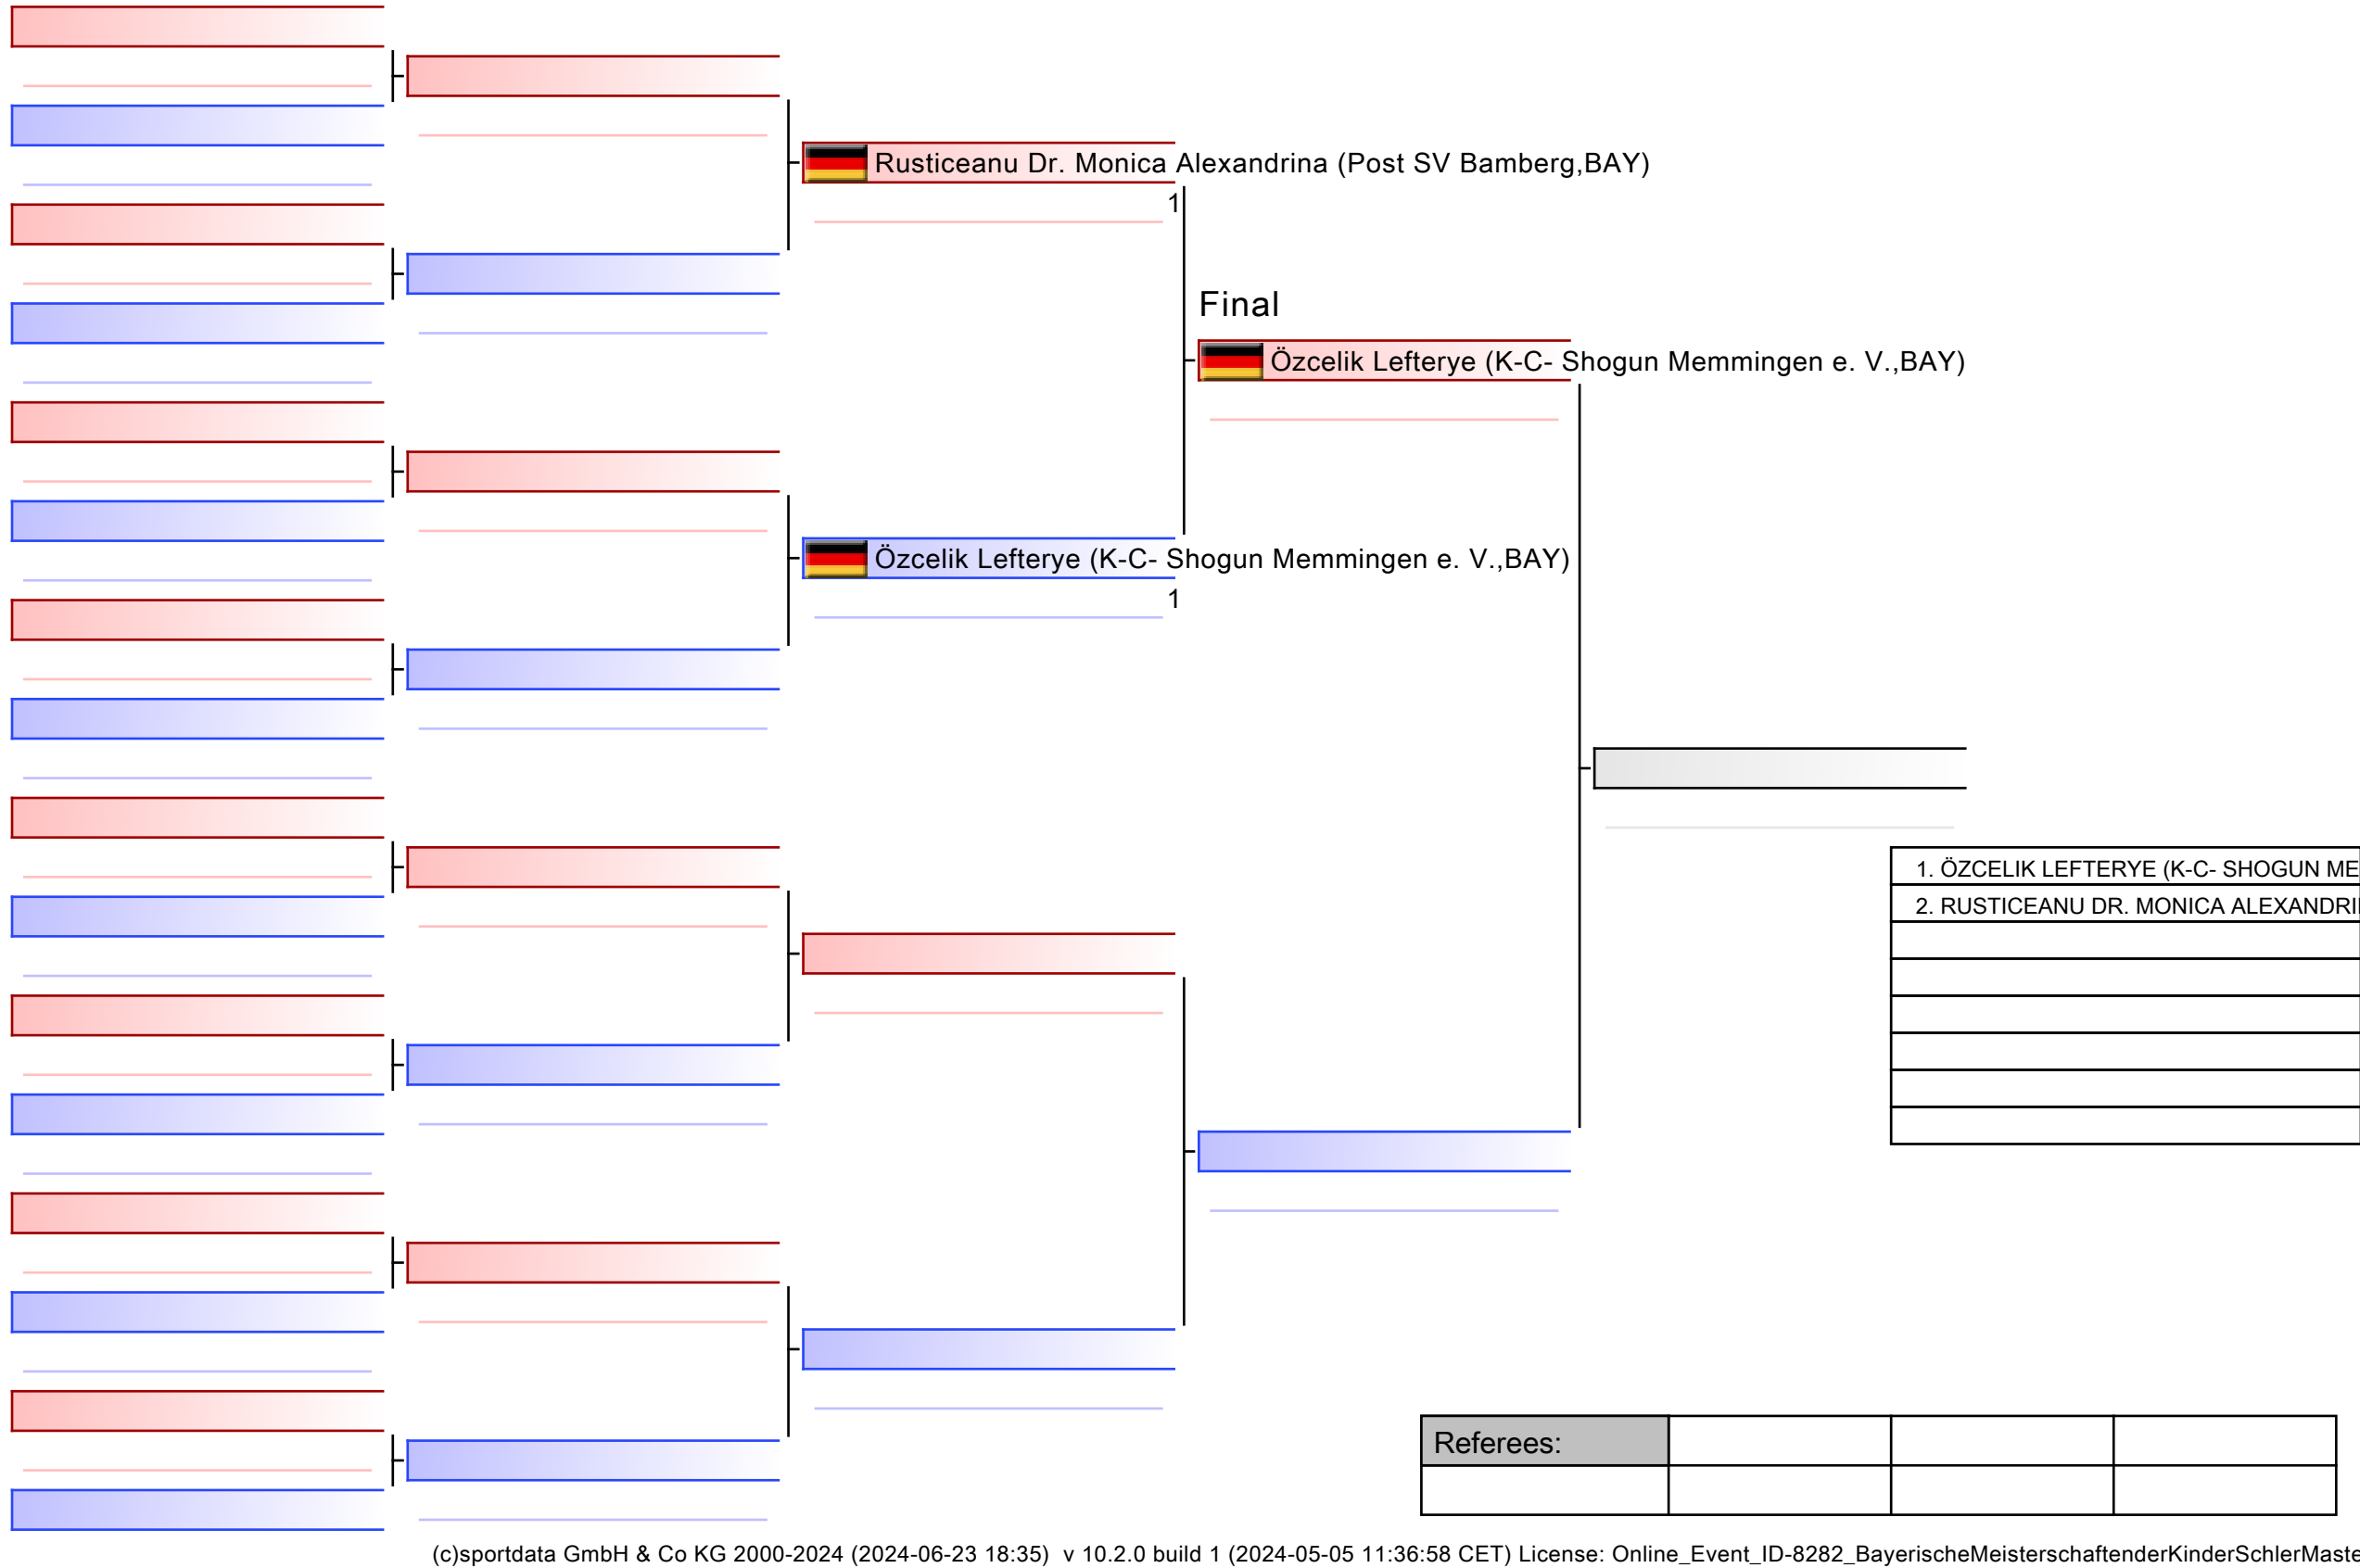 Rusticeanu Dr. Monica Alexandrina (Post SV Bamberg,BAY)
1
Final
Özcelik Lefterye (K-C- Shogun Memmingen e. V.,BAY)
Özcelik Lefterye (K-C- Shogun Memmingen e. V.,BAY)
1
1. ÖZCELIK LEFTERYE (K-C- SHOGUN ME
2. RUSTICEANU DR. MONICA ALEXANDRI
Referees:
(c)sportdata GmbH & Co KG 2000-2024 (2024-06-23 18:35) v 10.2.0 build 1 (2024-05-05 11:36:58 CET) License: Online_Event_ID-8282_BayerischeMeisterschaftenderKinderSchlerMaste